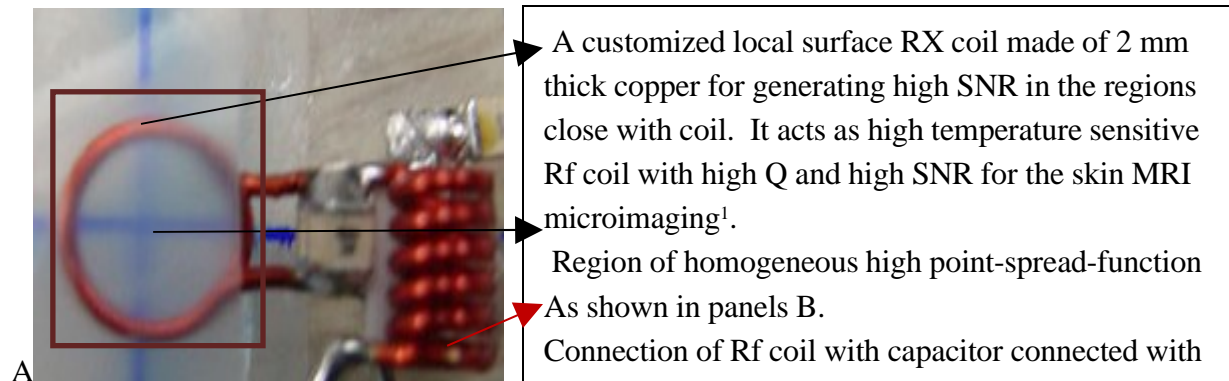 A customized local surface RX coil made of 2 mm
thick copper for generating high SNR in the regions
close with coil.  It acts as high temperature sensitive
Rf coil with high Q and high SNR for the skin MRI
microimaging¹.
Region of homogeneous high point-spread-function
As shown in panels B.
Connection of Rf coil with capacitor connected with
A